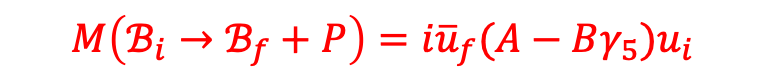 M(ℬᵢ → ℬ_f + P) = iū_f(A − Bγ₅)uᵢ